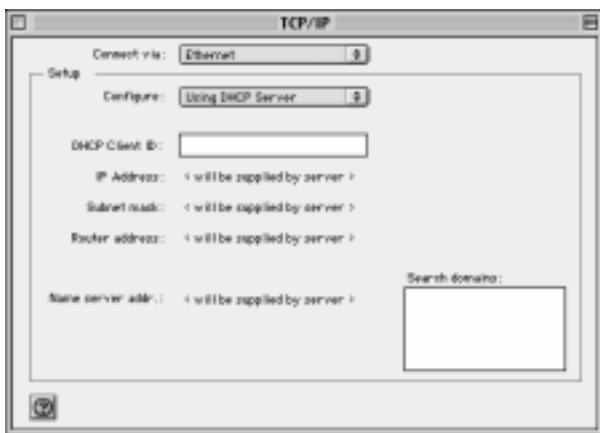 TCP/IP
Connect via: Ethernet
Setup
Configure: Using DHCP Server
DHCP Client ID:
IP Address: < will be supplied by server >
Subnet mask: < will be supplied by server >
Router address: < will be supplied by server >
Search domains:
Name server addr.: < will be supplied by server >
?